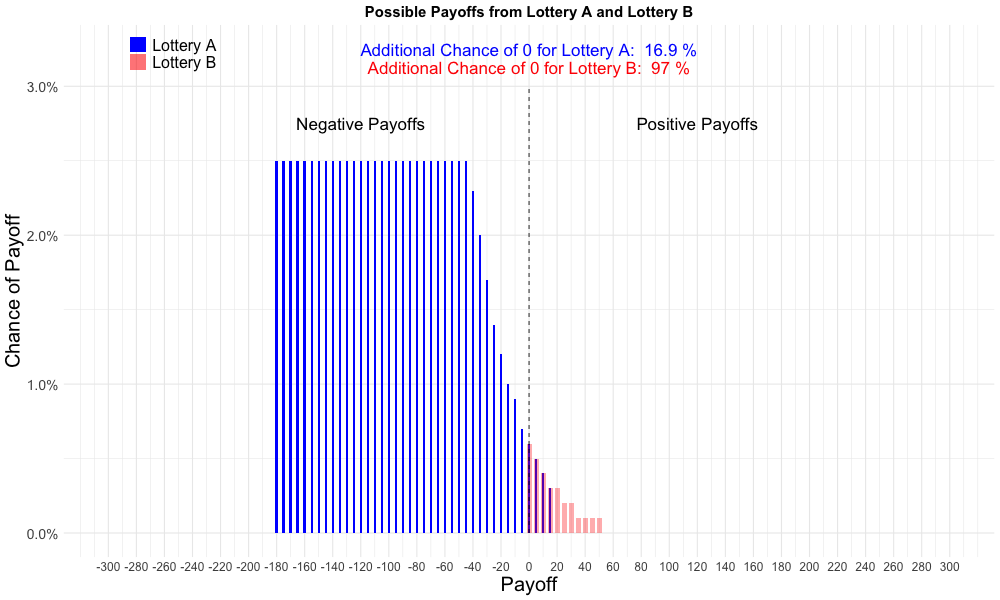 Possible Payoffs from Lottery A and Lottery B
Lottery A
Lottery B
Additional Chance of 0 for Lottery A: 16.9 %
Additional Chance of 0 for Lottery B: 97 %
Negative Payoffs
Positive Payoffs
Chance of Payoff
3.0%
2.0%
1.0%
0.0%
-300 -280 -260 -240 -220 -200 -180 -160 -140 -120 -100 -80 -60 -40 -20 0 20 40 60 80 100 120 140 160 180 200 220 240 260 280 300
Payoff